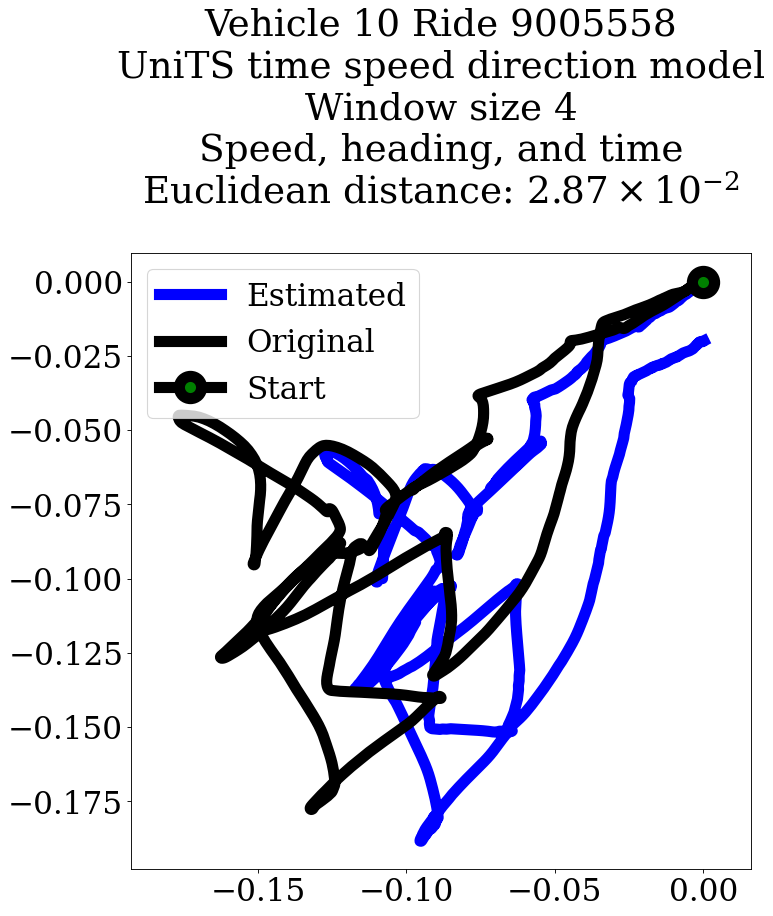 Vehicle 10 Ride 9005558
UniTS time speed direction model
Window size 4
Speed, heading, and time
Euclidean distance: 2.87 × 10⁻²
Estimated
Original
Start
0.000
−0.025
−0.050
−0.075
−0.100
−0.125
−0.150
−0.175
−0.15 −0.10 −0.05 0.00